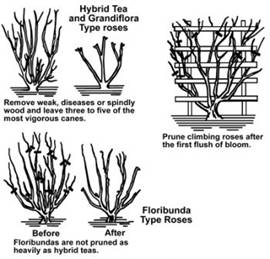 Hybrid Tea
and Grandiflora
Type roses
Remove weak, diseases or spindly
wood and leave three to five of the
most vigorous canes.
Prune climbing roses after
the first flush of bloom.
Floribunda
Type Roses
Before
After
Floribundas are not pruned as
heavily as hybrid teas.